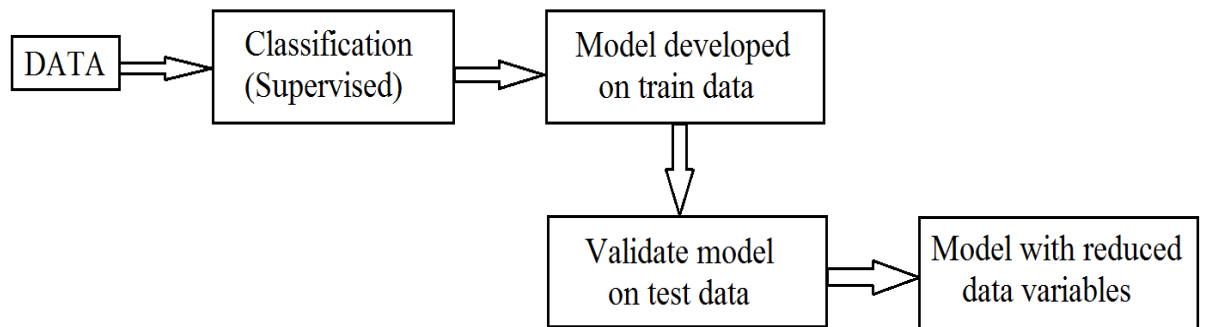 DATA
Classification
(Supervised)
Model developed
on train data
Validate model
on test data
Model with reduced
data variables